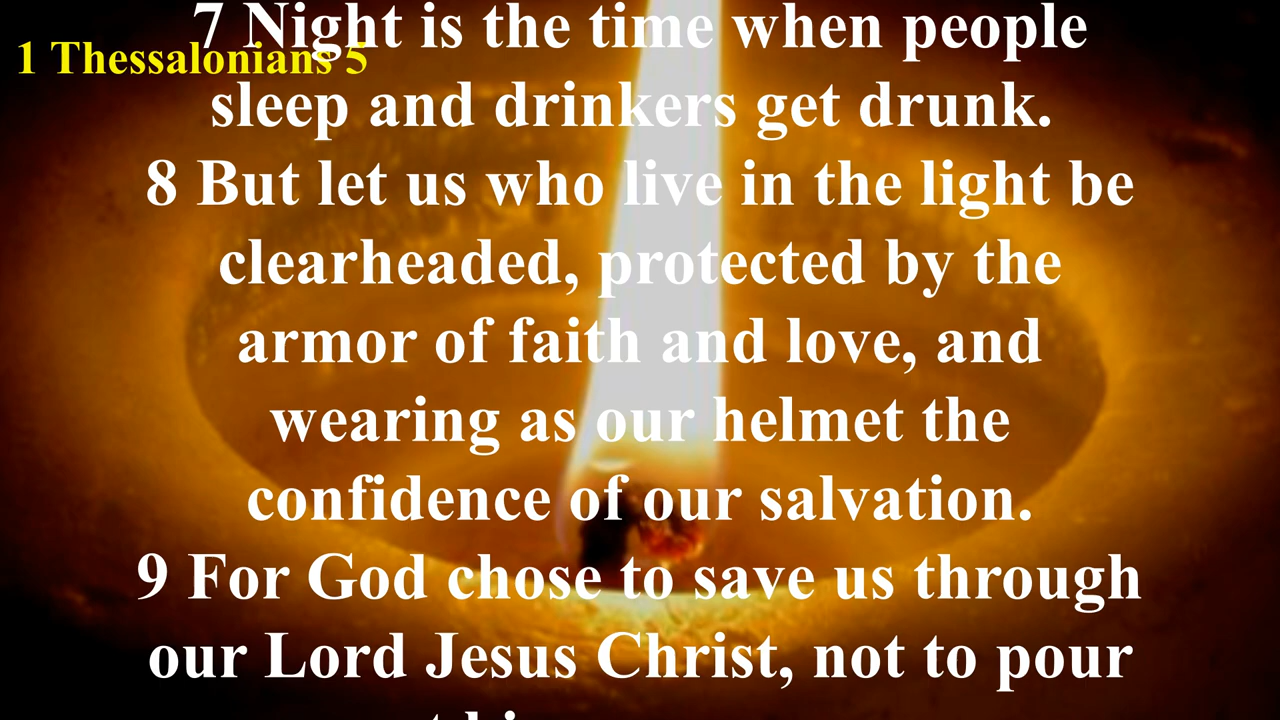 7 Night is the time when people
1 Thessalonians 5
sleep and drinkers get drunk.
8 But let us who live in the light be
clearheaded, protected by the
armor of faith and love, and
wearing as our helmet the
confidence of our salvation.
9 For God chose to save us through
our Lord Jesus Christ, not to pour